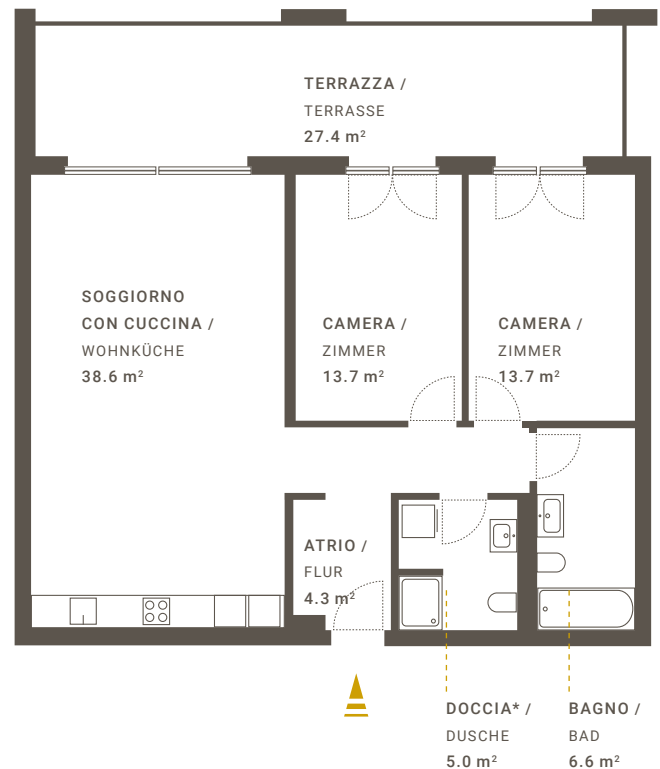 TERRAZZA /
TERRASSE
27.4 m²
SOGGIORNO
CON CUCCINA /
WOHNKÜCHE
38.6 m²
CAMERA /
ZIMMER
13.7 m²
CAMERA /
ZIMMER
13.7 m²
ATRIO /
FLUR
4.3 m²
DOCCIA* /
DUSCHE
5.0 m²
BAGNO /
BAD
6.6 m²